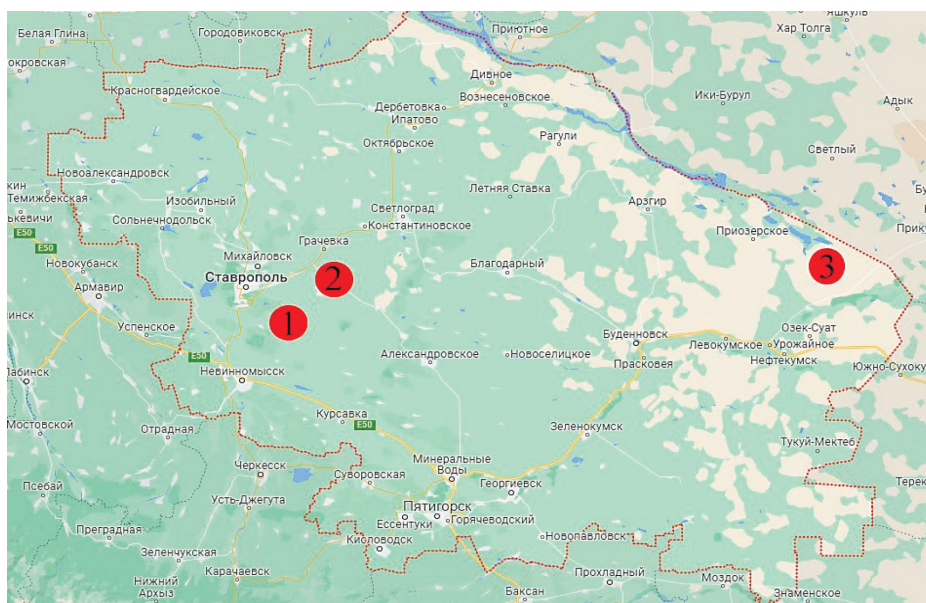 Яшкуль
Белая Глина
Городовиковск
Приютное
Хар Толга
окровская
Дивное
Красногвардейское
Вознесеновское
Ики-Бурул
Адык
Дербетовка
Ипатово
Рагули
Октябрьское
Светлый
Новоалександровск
кин
Темижбекская
Летняя Ставка
Изобильный
Арзгир
ькевичи
Солнечнодольск
Светлоград
Константиновское
Приозерское
Прику
E50
Грачевка
Михайловск
Благодарный
3
Новокубанск
Ставрополь
2
Армавир
E50
1
инск
Успенское
Буденновск
Озек-Суат
Левокумское
Урожайное
E50
Александровское
Новоселицкое
Прасковея
Нефтекумск
Лабинск
Невинномысск
Южно-Сухоку
Курсавка
E50
Мостовской
Отрадная
Зеленокумск
Тукуй-Мектеб
Минеральные
Воды
Черкесск
Суворовская
Псебай
Усть-Джегута
Георгиевск
Терек
Пятигорск
Ессентуки
Горячеводский
Преградная
Кисловодск
Новопавловск
Зеленчукская
Нижний
Архыз
Карачаевск
Прохладный
Моздок
Баксан
Знаменское